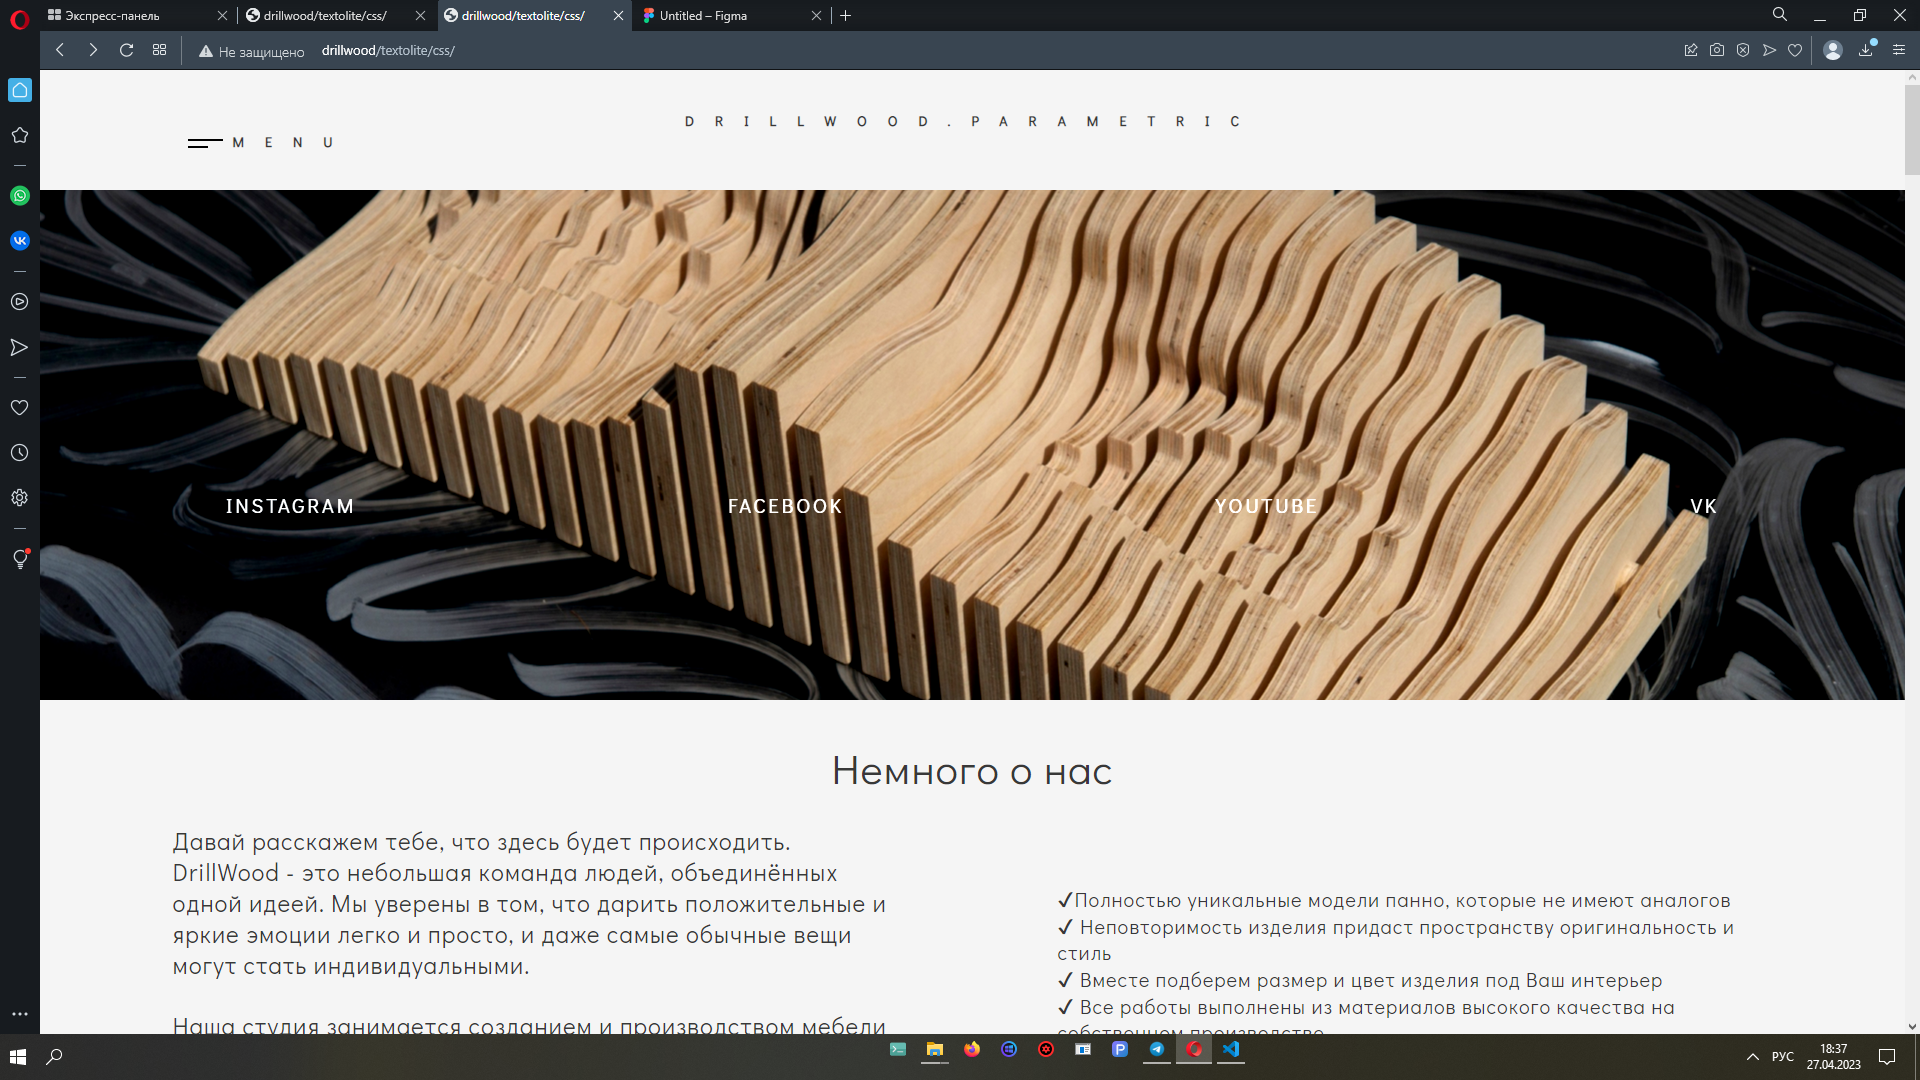 Экспресс-панель
drillwood/textolite/css/
drillwood/textolite/css/
Untitled – Figma
Не защищено
drillwood/textolite/css/
DRILLWOOD.PARAMETRIC
MENU
INSTAGRAM
FACEBOOK
YOUTUBE
VK
Немного о нас
Давай расскажем тебе, что здесь будет происходить.
DrillWood - это небольшая команда людей, объединённых
одной идеей. Мы уверены в том, что дарить положительные и
яркие эмоции легко и просто, и даже самые обычные вещи
могут стать индивидуальными.
Наша студия занимается созданием и производством мебели
✓Полностью уникальные модели панно, которые не имеют аналогов
✓ Неповторимость изделия придаст пространству оригинальность и
стиль
✓ Вместе подберем размер и цвет изделия под Ваш интерьер
✓ Все работы выполнены из материалов высокого качества на
собственном производстве
РУС
18:37
27.04.2023